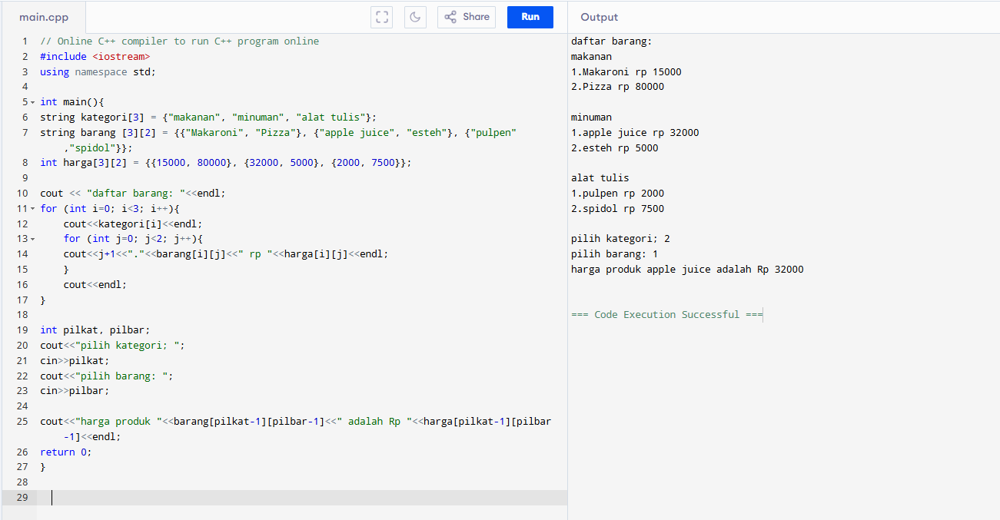 main.cpp
Share
Run
Output
1 // Online C++ compiler to run C++ program online
2 #include <iostream>
3 using namespace std;
4
5 int main(){
6 string kategori[3] = {"makanan", "minuman", "alat tulis"};
7 string barang [3][2] = {{"Makaroni", "Pizza"}, {"apple juice", "esteh"}, {"pulpen"
,"spidol"}};
8 int harga[3][2] = {{15000, 80000}, {32000, 5000}, {2000, 7500}};
9
10 cout << "daftar barang: "<<endl;
11 for (int i=0; i<3; i++){
12     cout<<kategori[i]<<endl;
13     for (int j=0; j<2; j++){
14     cout<<j+1<<"."<<barang[i][j]<<" rp "<<harga[i][j]<<endl;
15     }
16     cout<<endl;
17 }
18
19 int pilkat, pilbar;
20 cout<<"pilih kategori; ";
21 cin>>pilkat;
22 cout<<"pilih barang: ";
23 cin>>pilbar;
24
25 cout<<"harga produk "<<barang[pilkat-1][pilbar-1]<<" adalah Rp "<<harga[pilkat-1][pilbar
-1]<<endl;
26 return 0;
27 }
28
29
daftar barang:
makanan
1.Makaroni rp 15000
2.Pizza rp 80000
minuman
1.apple juice rp 32000
2.esteh rp 5000
alat tulis
1.pulpen rp 2000
2.spidol rp 7500
pilih kategori; 2
pilih barang: 1
harga produk apple juice adalah Rp 32000
=== Code Execution Successful ===